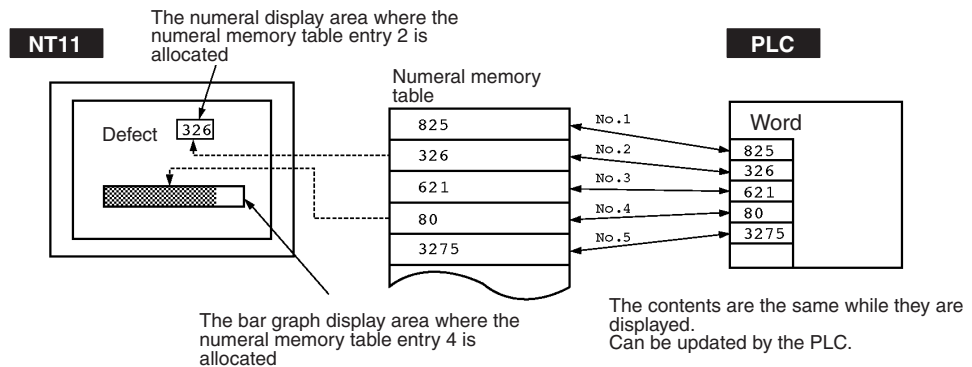 The numeral display area where the
numeral memory table entry 2 is
allocated
NT11
PLC
Numeral memory
table
Defect
326
825
326
621
80
3275
No.1
No.2
No.3
No.4
No.5
Word
825
326
621
80
3275
The bar graph display area where the
numeral memory table entry 4 is
allocated
The contents are the same while they are
displayed.
Can be updated by the PLC.